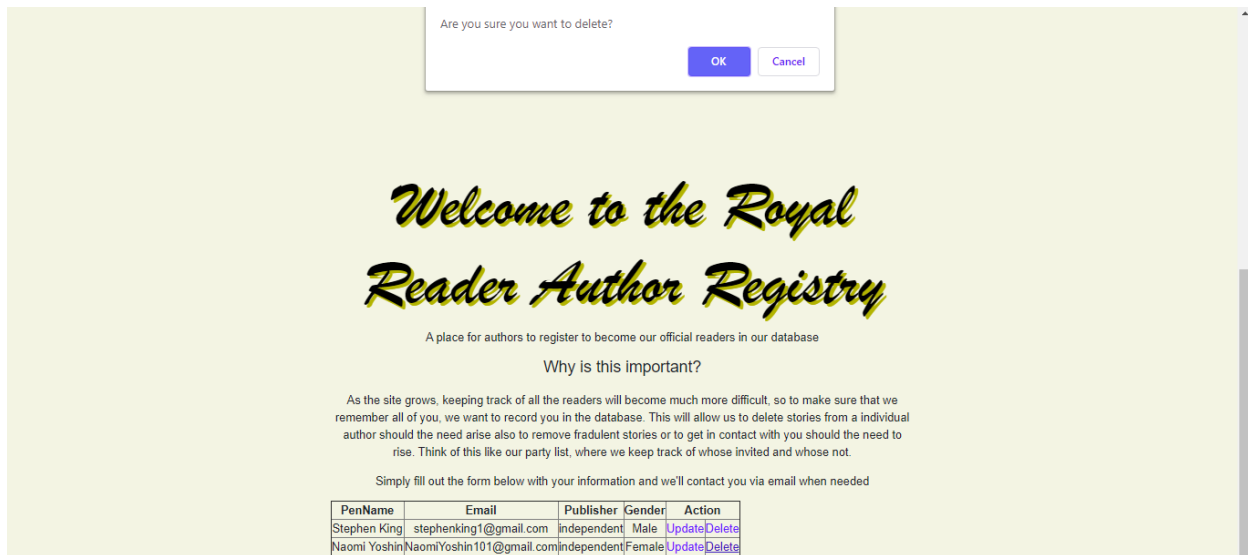 Are you sure you want to delete?
OK Cancel
Welcome to the Royal
Reader Author Registry
A place for authors to register to become our official readers in our database
Why is this important?
As the site grows, keeping track of all the readers will become much more difficult, so to make sure that we
remember all of you, we want to record you in the database. This will allow us to delete stories from a individual
author should the need arise also to remove fradulent stories or to get in contact with you should the need to
rise. Think of this like our party list, where we keep track of whose invited and whose not.
Simply fill out the form below with your information and we'll contact you via email when needed
PenName Email Publisher Gender Action
Stephen King stephenking1@gmail.com independent Male Update Delete
Naomi Yoshin NaomiYoshin101@gmail.com independent Female Update Delete